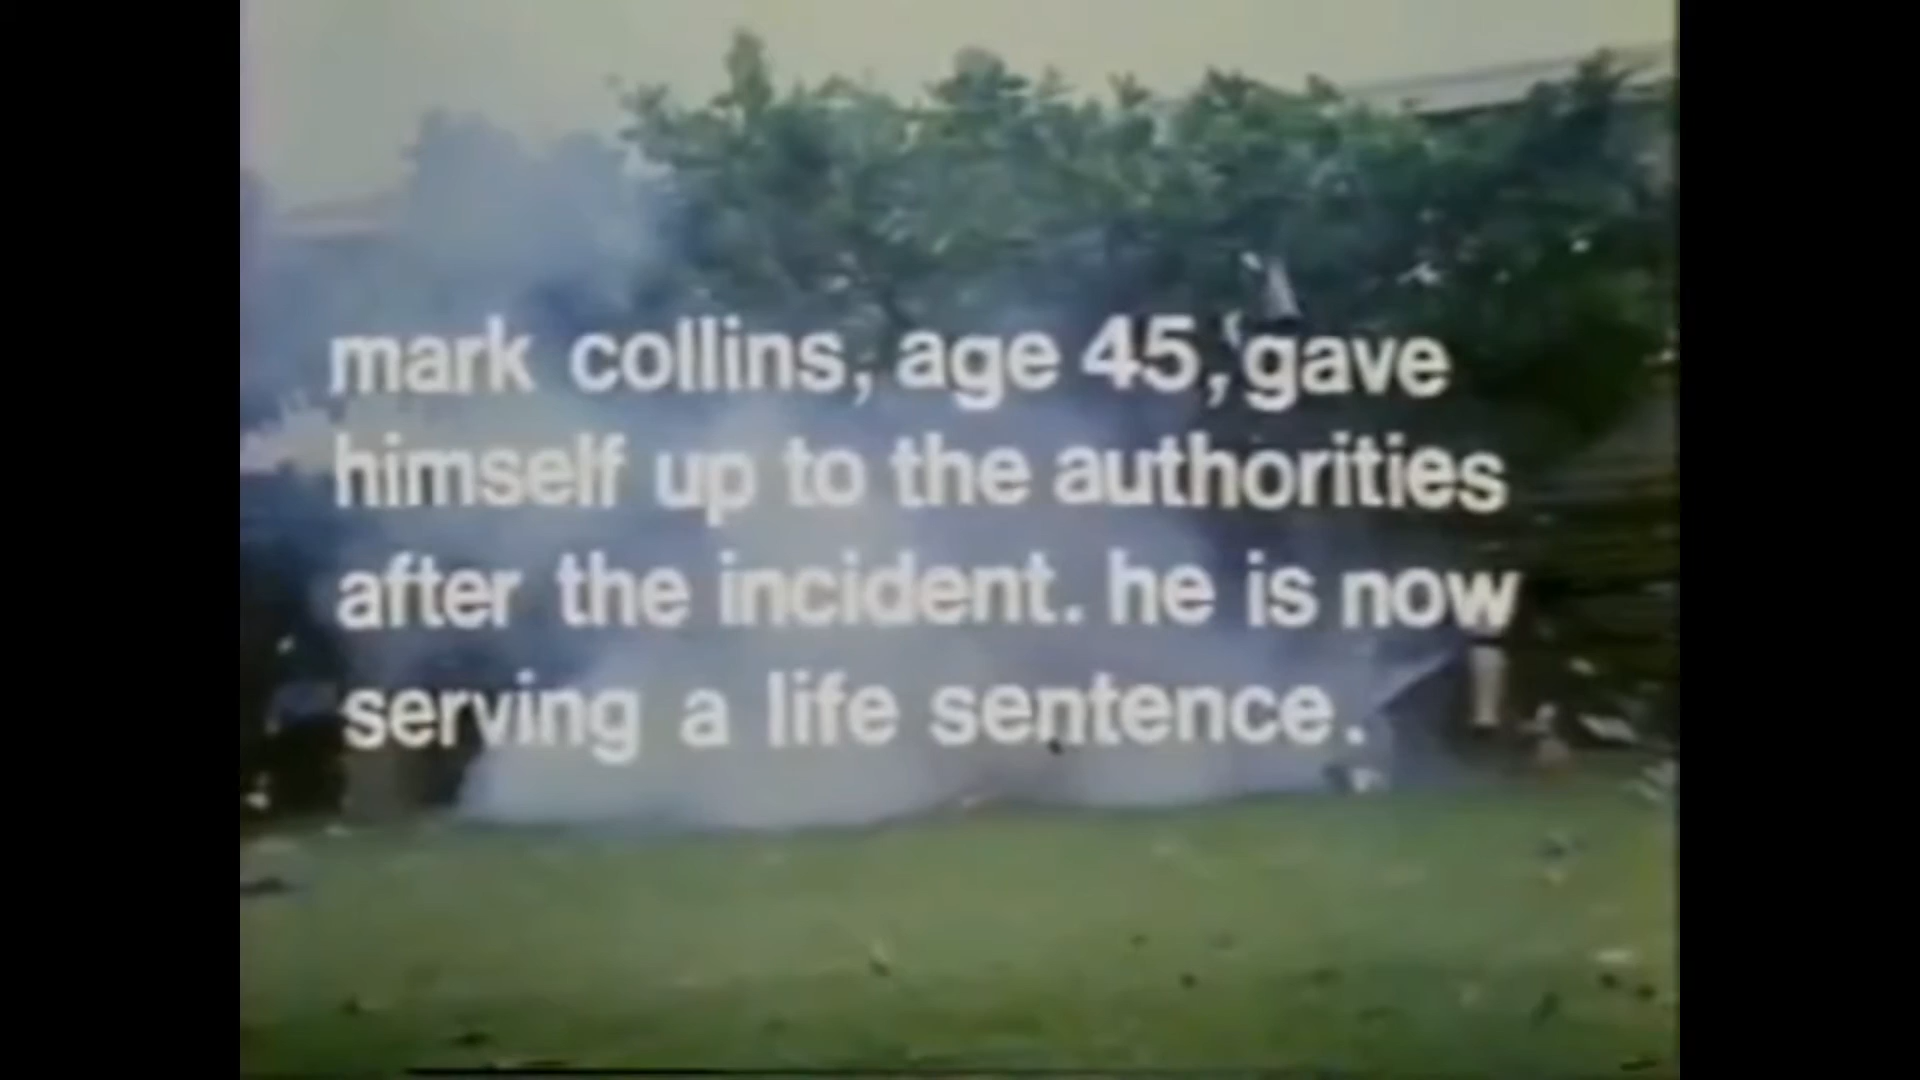 mark collins, age 45, gave
himself up to the authorities
after the incident. he is now
serving a life sentence.